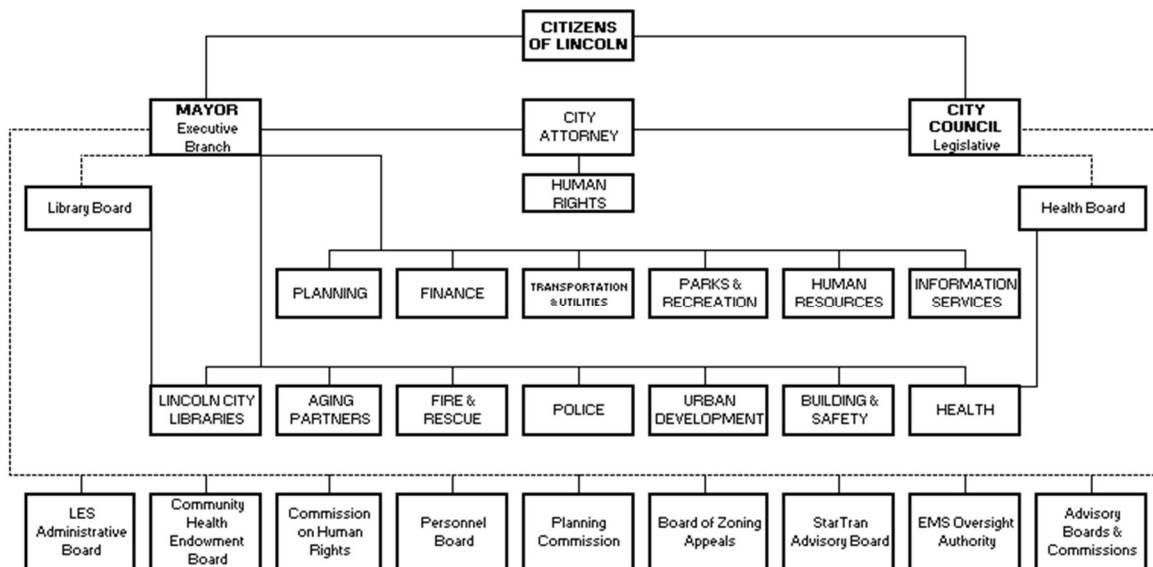 CITIZENS
OF LINCOLN
MAYOR
Executive
Branch
CITY
ATTORNEY
CITY
COUNCIL
Legislative
HUMAN
RIGHTS
Library Board
Health Board
PLANNING
FINANCE
TRANSPORTATION
& UTILITIES
PARKS &
RECREATION
HUMAN
RESOURCES
INFORMATION
SERVICES
LINCOLN CITY
LIBRARIES
AGING
PARTNERS
FIRE &
RESCUE
POLICE
URBAN
DEVELOPMENT
BUILDING &
SAFETY
HEALTH
LES
Administrative
Board
Community
Health
Endowment
Board
Commission
on Human
Rights
Personnel
Board
Planning
Commission
Board of Zoning
Appeals
StarTran
Advisory Board
EMS Oversight
Authority
Advisory
Boards &
Commissions